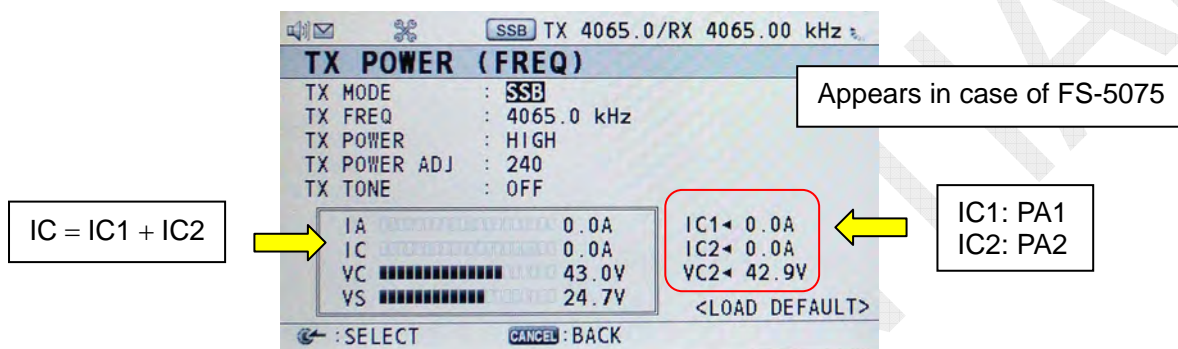 SSB TX 4065.0/RX 4065.00 kHz
TX POWER (FREQ)
Appears in case of FS-5075
TX MODE : SSB
TX FREQ : 4065.0 kHz
TX POWER : HIGH
TX POWER ADJ : 240
TX TONE : OFF
IC = IC1 + IC2
IA 0.0A
IC 0.0A
VC 43.0V
VS 24.7V
IC1◄ 0.0A
IC2◄ 0.0A
VC2◄ 42.9V
IC1: PA1
IC2: PA2
<LOAD DEFAULT>
:SELECT CANCEL:BACK